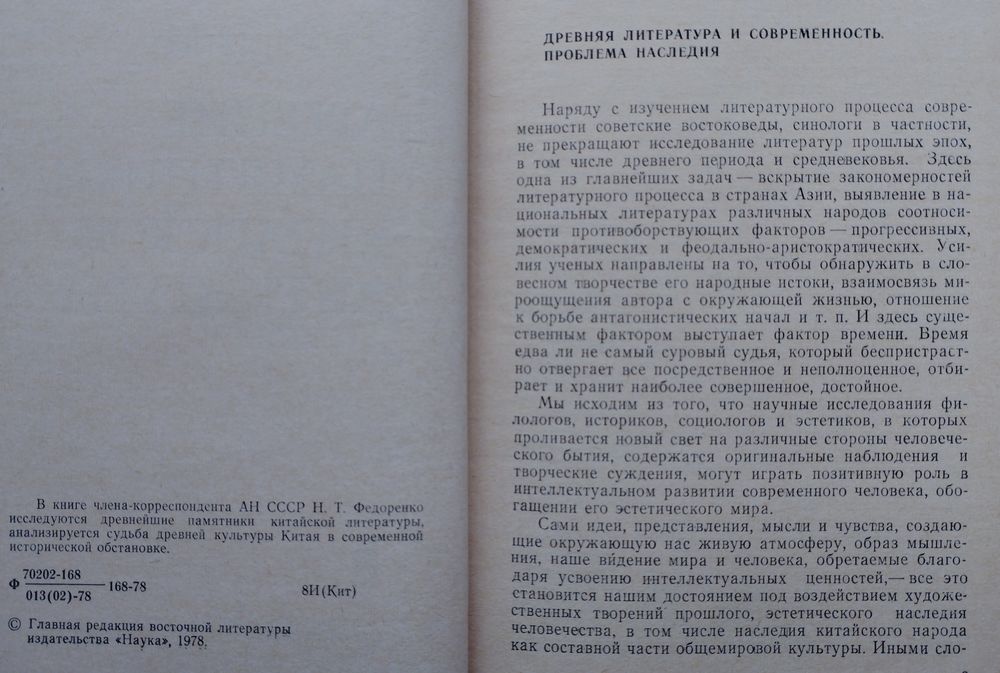 В книге члена-корреспондента АН СССР Н. Т. Федоренко
исследуются древнейшие памятники китайской литературы,
анализируется судьба древней культуры Китая в современной
исторической обстановке.
Ф 70202-168 168-78
013(02)-78
8И(Кит)
© Главная редакция восточной литературы
издательства «Наука», 1978.
ДРЕВНЯЯ ЛИТЕРАТУРА И СОВРЕМЕННОСТЬ.
ПРОБЛЕМА НАСЛЕДИЯ
Наряду с изучением литературного процесса совре-
менности советские востоковеды, синологи в частности,
не прекращают исследование литератур прошлых эпох,
в том числе древнего периода и средневековья. Здесь
одна из главнейших задач — вскрытие закономерностей
литературного процесса в странах Азии, выявление в на-
циональных литературах различных народов соотноси-
мости противоборствующих факторов — прогрессивных,
демократических и феодально-аристократических. Уси-
лия ученых направлены на то, чтобы обнаружить в сло-
весном творчестве его народные истоки, взаимосвязь ми-
роощущения автора с окружающей жизнью, отношение
к борьбе антагонистических начал и т. п. И здесь суще-
ственным фактором выступает фактор времени. Время
едва ли не самый суровый судья, который беспристраст-
но отвергает все посредственное и неполноценное, отби-
рает и хранит наиболее совершенное, достойное.
Мы исходим из того, что научные исследования фи-
лологов, историков, социологов и эстетиков, в которых
проливается новый свет на различные стороны человече-
ского бытия, содержатся оригинальные наблюдения и
творческие суждения, могут играть позитивную роль в
интеллектуальном развитии современного человека, обо-
гащении его эстетического мира.
Сами идеи, представления, мысли и чувства, создаю-
щие окружающую нас живую атмосферу, образ мышле-
ния, наше ви́дение мира и человека, обретаемые благо-
даря усвоению интеллектуальных ценностей,— все это
становится нашим достоянием под воздействием художе-
ственных творений прошлого, эстетического наследия
человечества, в том числе наследия китайского народа
как составной части общемировой культуры. Иными сло-